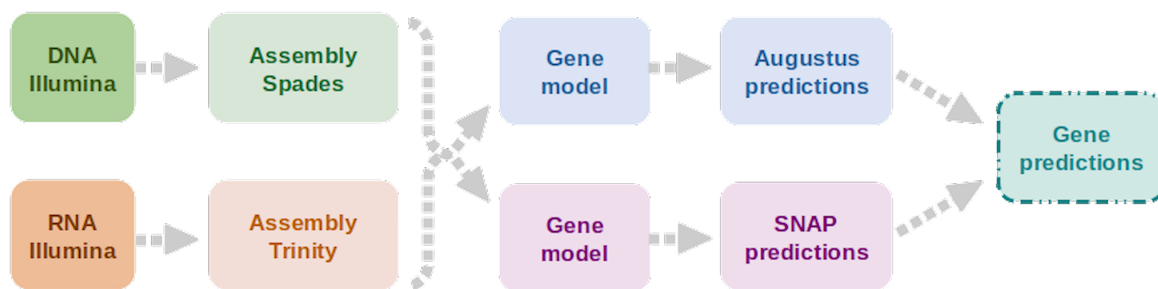 DNA
Illumina
Assembly
Spades
Gene
model
Augustus
predictions
Gene
predictions
RNA
Illumina
Assembly
Trinity
Gene
model
SNAP
predictions